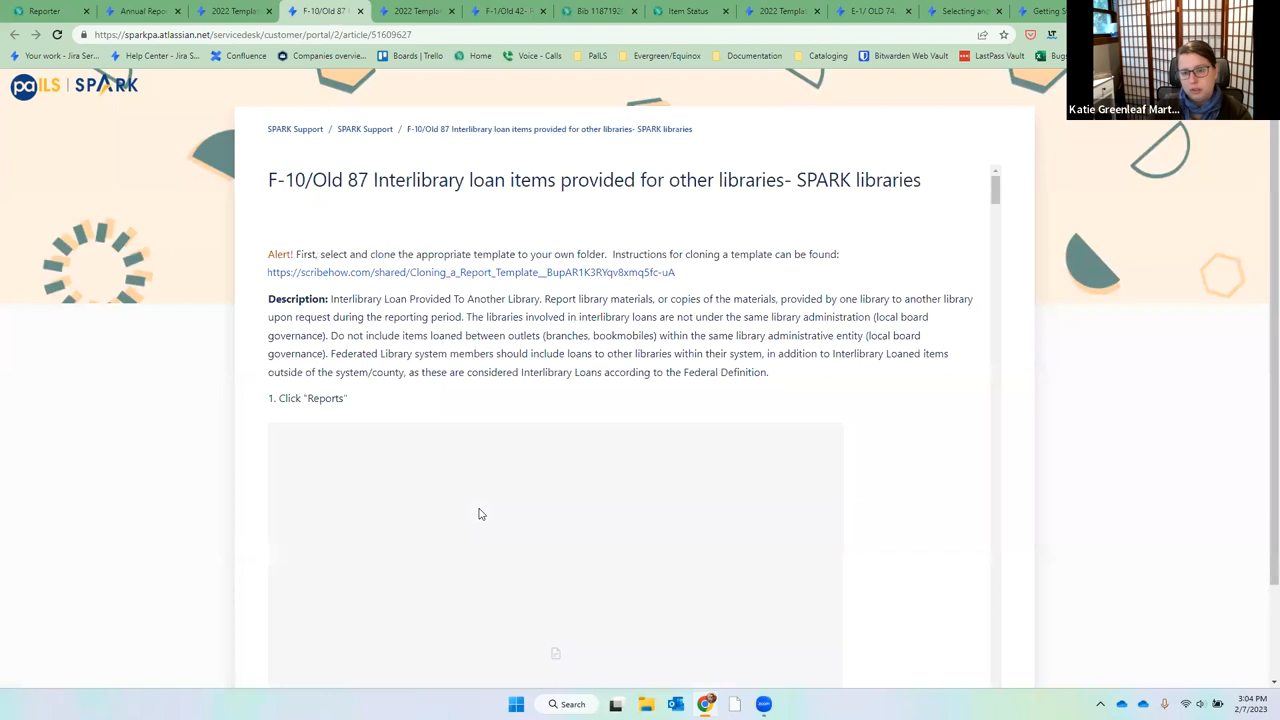 Button
Annual Repo
2022 Templa
F-10/Old 87 I
F-1/Old 42-
Bib 1187192
Item Status
2022 Templa
E-1/ OLD 74.
Selecting an
Getting S
sparkpa.atlassian.net/servicedesk/customer/portal/2/article/51609627
Your work - Jira Ser...
Help Center - Jira S...
Confluence
Companies overvie...
Boards | Trello
Voice - Calls
PaILS
Evergreen/Equinox
Documentation
Cataloging
Bitwarden Web Vault
LastPass Vault
Bugs
Katie Greenleaf Mart...
paILS | SPARK
SPARK Support / SPARK Support / F-10/Old 87 Interlibrary loan items provided for other libraries- SPARK libraries
F-10/Old 87 Interlibrary loan items provided for other libraries- SPARK libraries
Alert! First, select and clone the appropriate template to your own folder. Instructions for cloning a template can be found:
https://scribehow.com/shared/Cloning_a_Report_Template__BupAR1K3RYqv8xmq5fc-uA
Description: Interlibrary Loan Provided To Another Library. Report library materials, or copies of the materials, provided by one library to another library
upon request during the reporting period. The libraries involved in interlibrary loans are not under the same library administration (local board
governance). Do not include items loaned between outlets (branches, bookmobiles) within the same library administrative entity (local board
governance). Federated Library system members should include loans to other libraries within their system, in addition to Interlibrary Loaned items
outside of the system/county, as these are considered Interlibrary Loans according to the Federal Definition.
1. Click "Reports"
Search
zoom
3:04 PM
2/7/2023